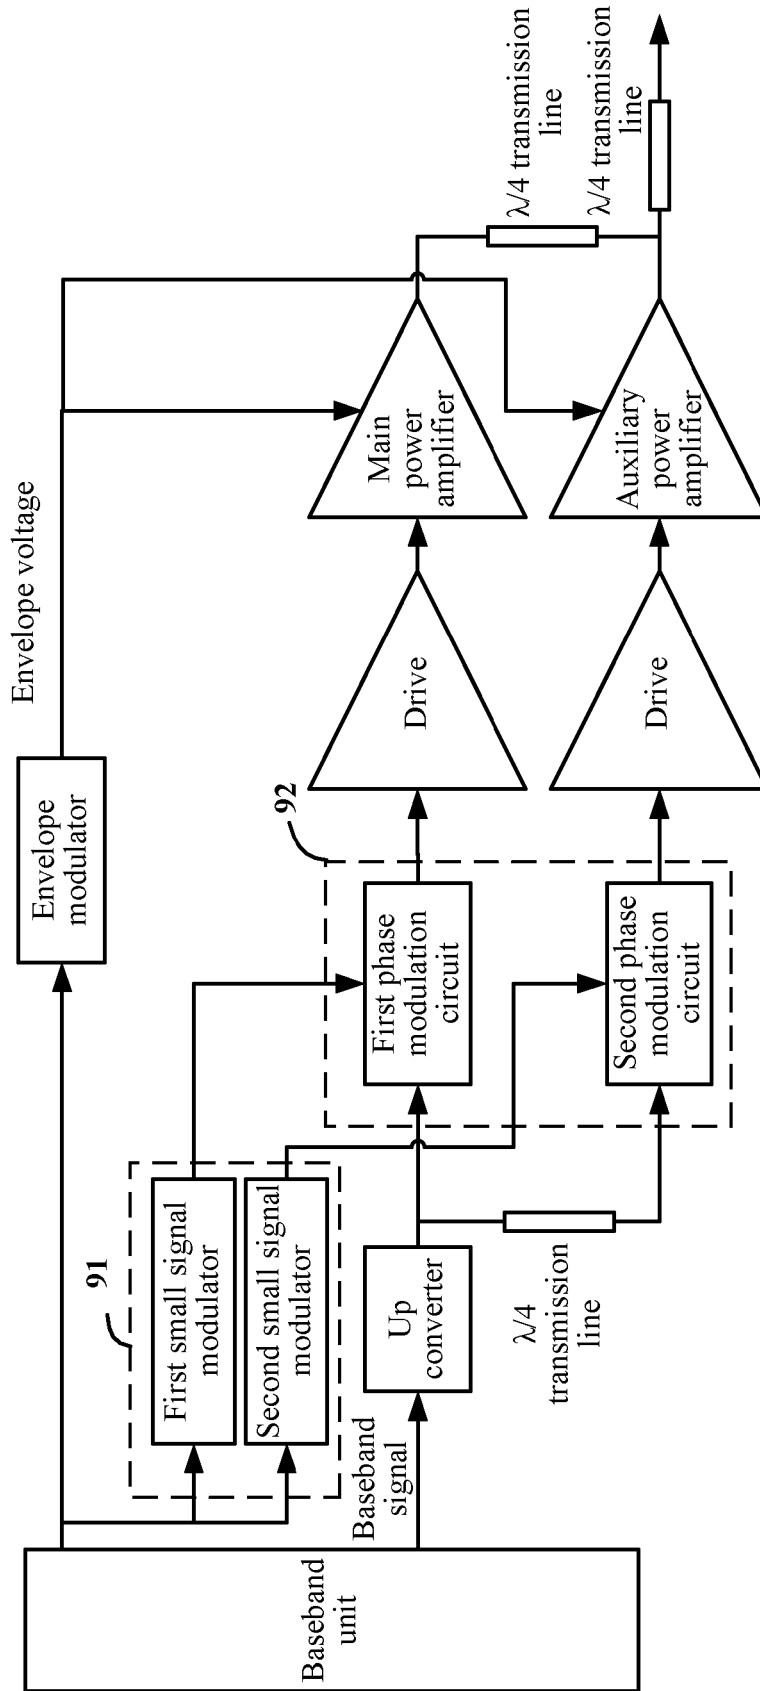 Baseband
unit
Envelope
modulator
Envelope voltage
91
First small signal
modulator
Second small signal
modulator
Baseband
signal
Up
converter
λ/4
transmission
line
92
First phase
modulation
circuit
Second phase
modulation
circuit
Drive
Drive
Main
power
amplifier
Auxiliary
power
amplifier
λ/4 transmission
line
λ/4 transmission
line